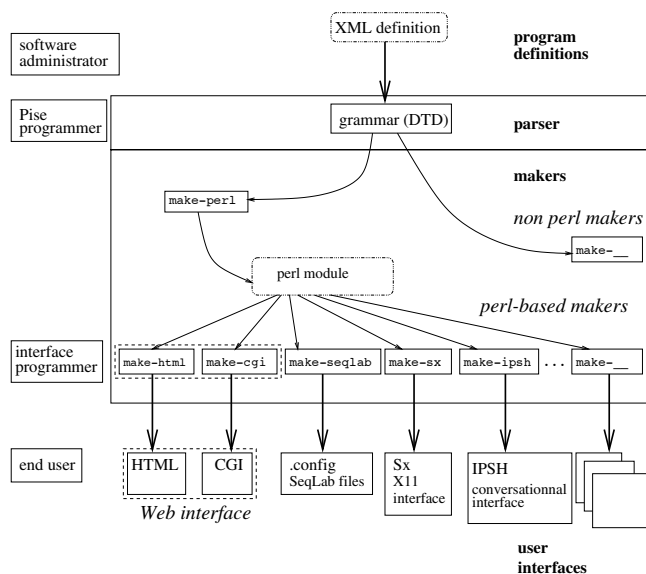 XML definition
software
administrator
program
definitions
Pise
programmer
grammar (DTD)
parser
makers
make-perl
non perl makers
make-__
perl module
perl-based makers
interface
programmer
make-html
make-cgi
make-seqlab
make-sx
make-ipsh
...
make-__
end user
HTML
CGI
.config
SeqLab files
Sx
X11
interface
IPSH
conversationnal
interface
Web interface
user
interfaces